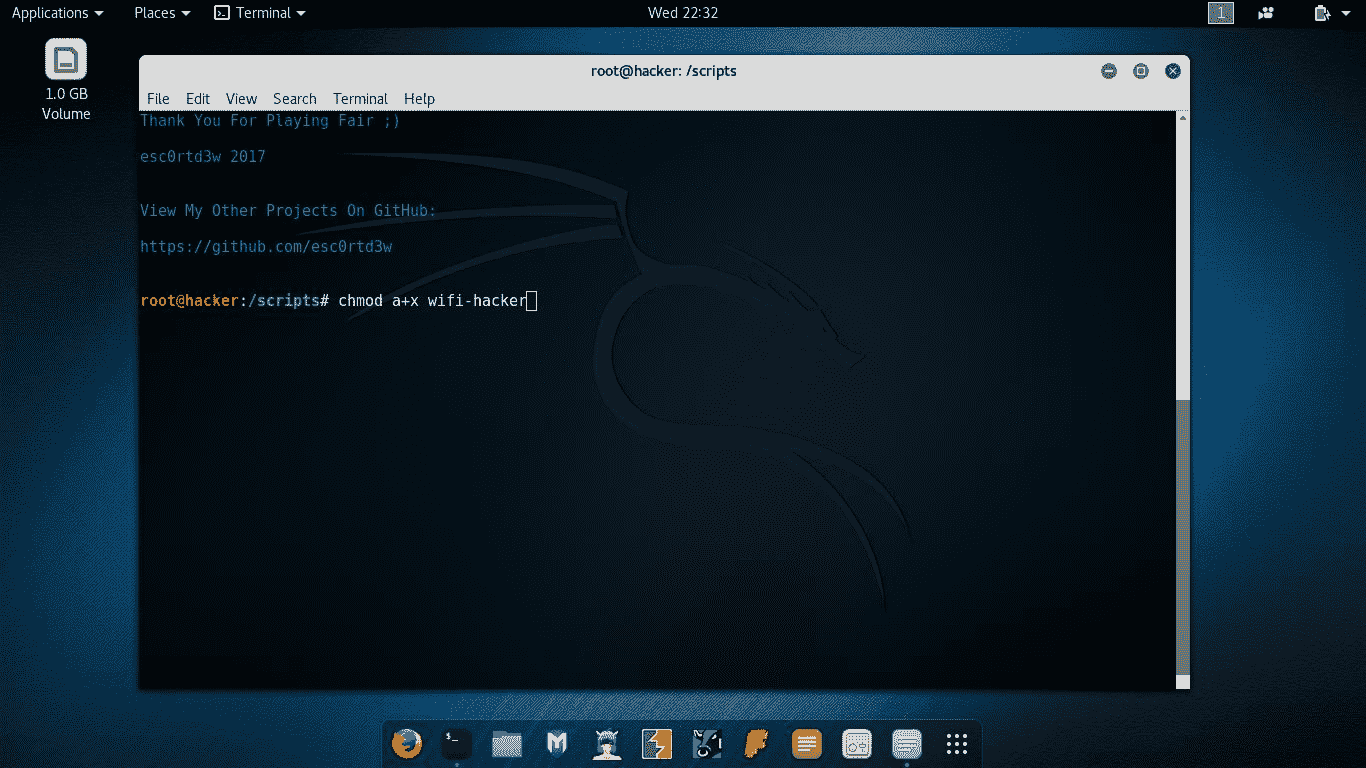 Applications Places Terminal Wed 22:32 1
1.0 GB
Volume
root@hacker: /scripts
File Edit View Search Terminal Help
Thank You For Playing Fair ;)
esc0rtd3w 2017
View My Other Projects On GitHub:
https://github.com/esc0rtd3w
root@hacker:/scripts# chmod a+x wifi-hacker
$_